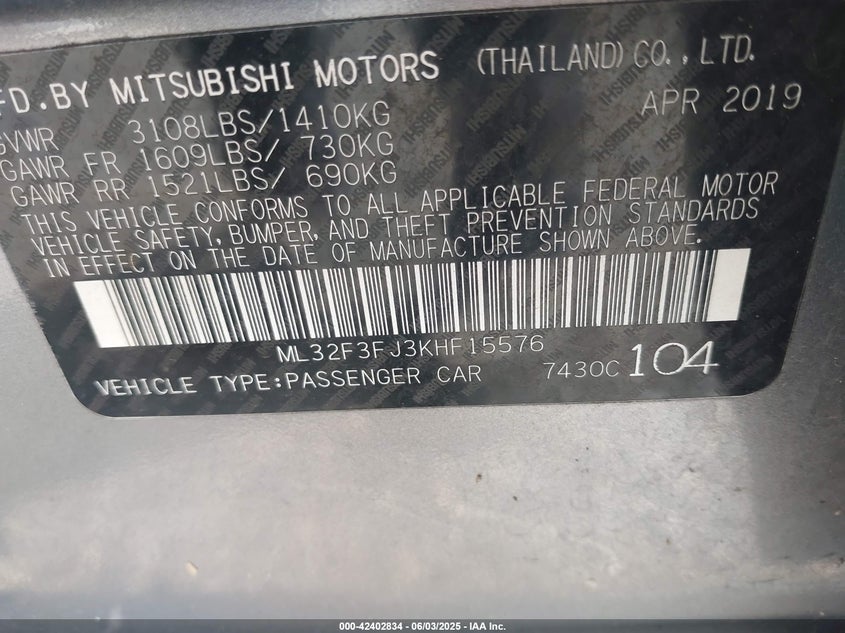 FD.BY MITSUBISHI MOTORS (THAILAND) CO., LTD.
GVWR 3108LBS/1410KG APR 2019
GAWR FR 1609LBS/ 730KG
GAWR RR 1521LBS/ 690KG
THIS VEHICLE CONFORMS TO ALL APPLICABLE FEDERAL MOTOR
VEHICLE SAFETY, BUMPER, AND THEFT PREVENTION STANDARDS
IN EFFECT ON THE DATE OF MANUFACTURE SHOWN ABOVE.
ML32F3FJ3KHF15576
VEHICLE TYPE:PASSENGER CAR 7430C 104
000-42402834 - 06/03/2025 - IAA Inc.